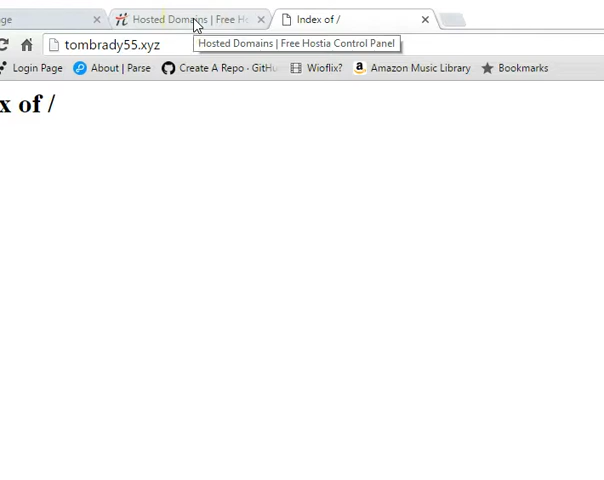 ge Hosted Domains | Free Ho Index of /
tombrady55.xyz
Hosted Domains | Free Hostia Control Panel
Login Page About | Parse Create A Repo - GitHu Wioflix? Amazon Music Library Bookmarks
x of /